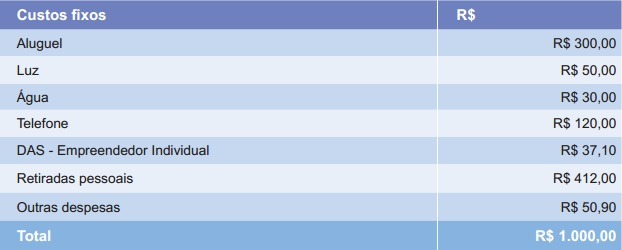 Custos fixos R$
Aluguel R$ 300,00
Luz R$ 50,00
Água R$ 30,00
Telefone R$ 120,00
DAS - Empreendedor Individual R$ 37,10
Retiradas pessoais R$ 412,00
Outras despesas R$ 50,90
Total R$ 1.000,00